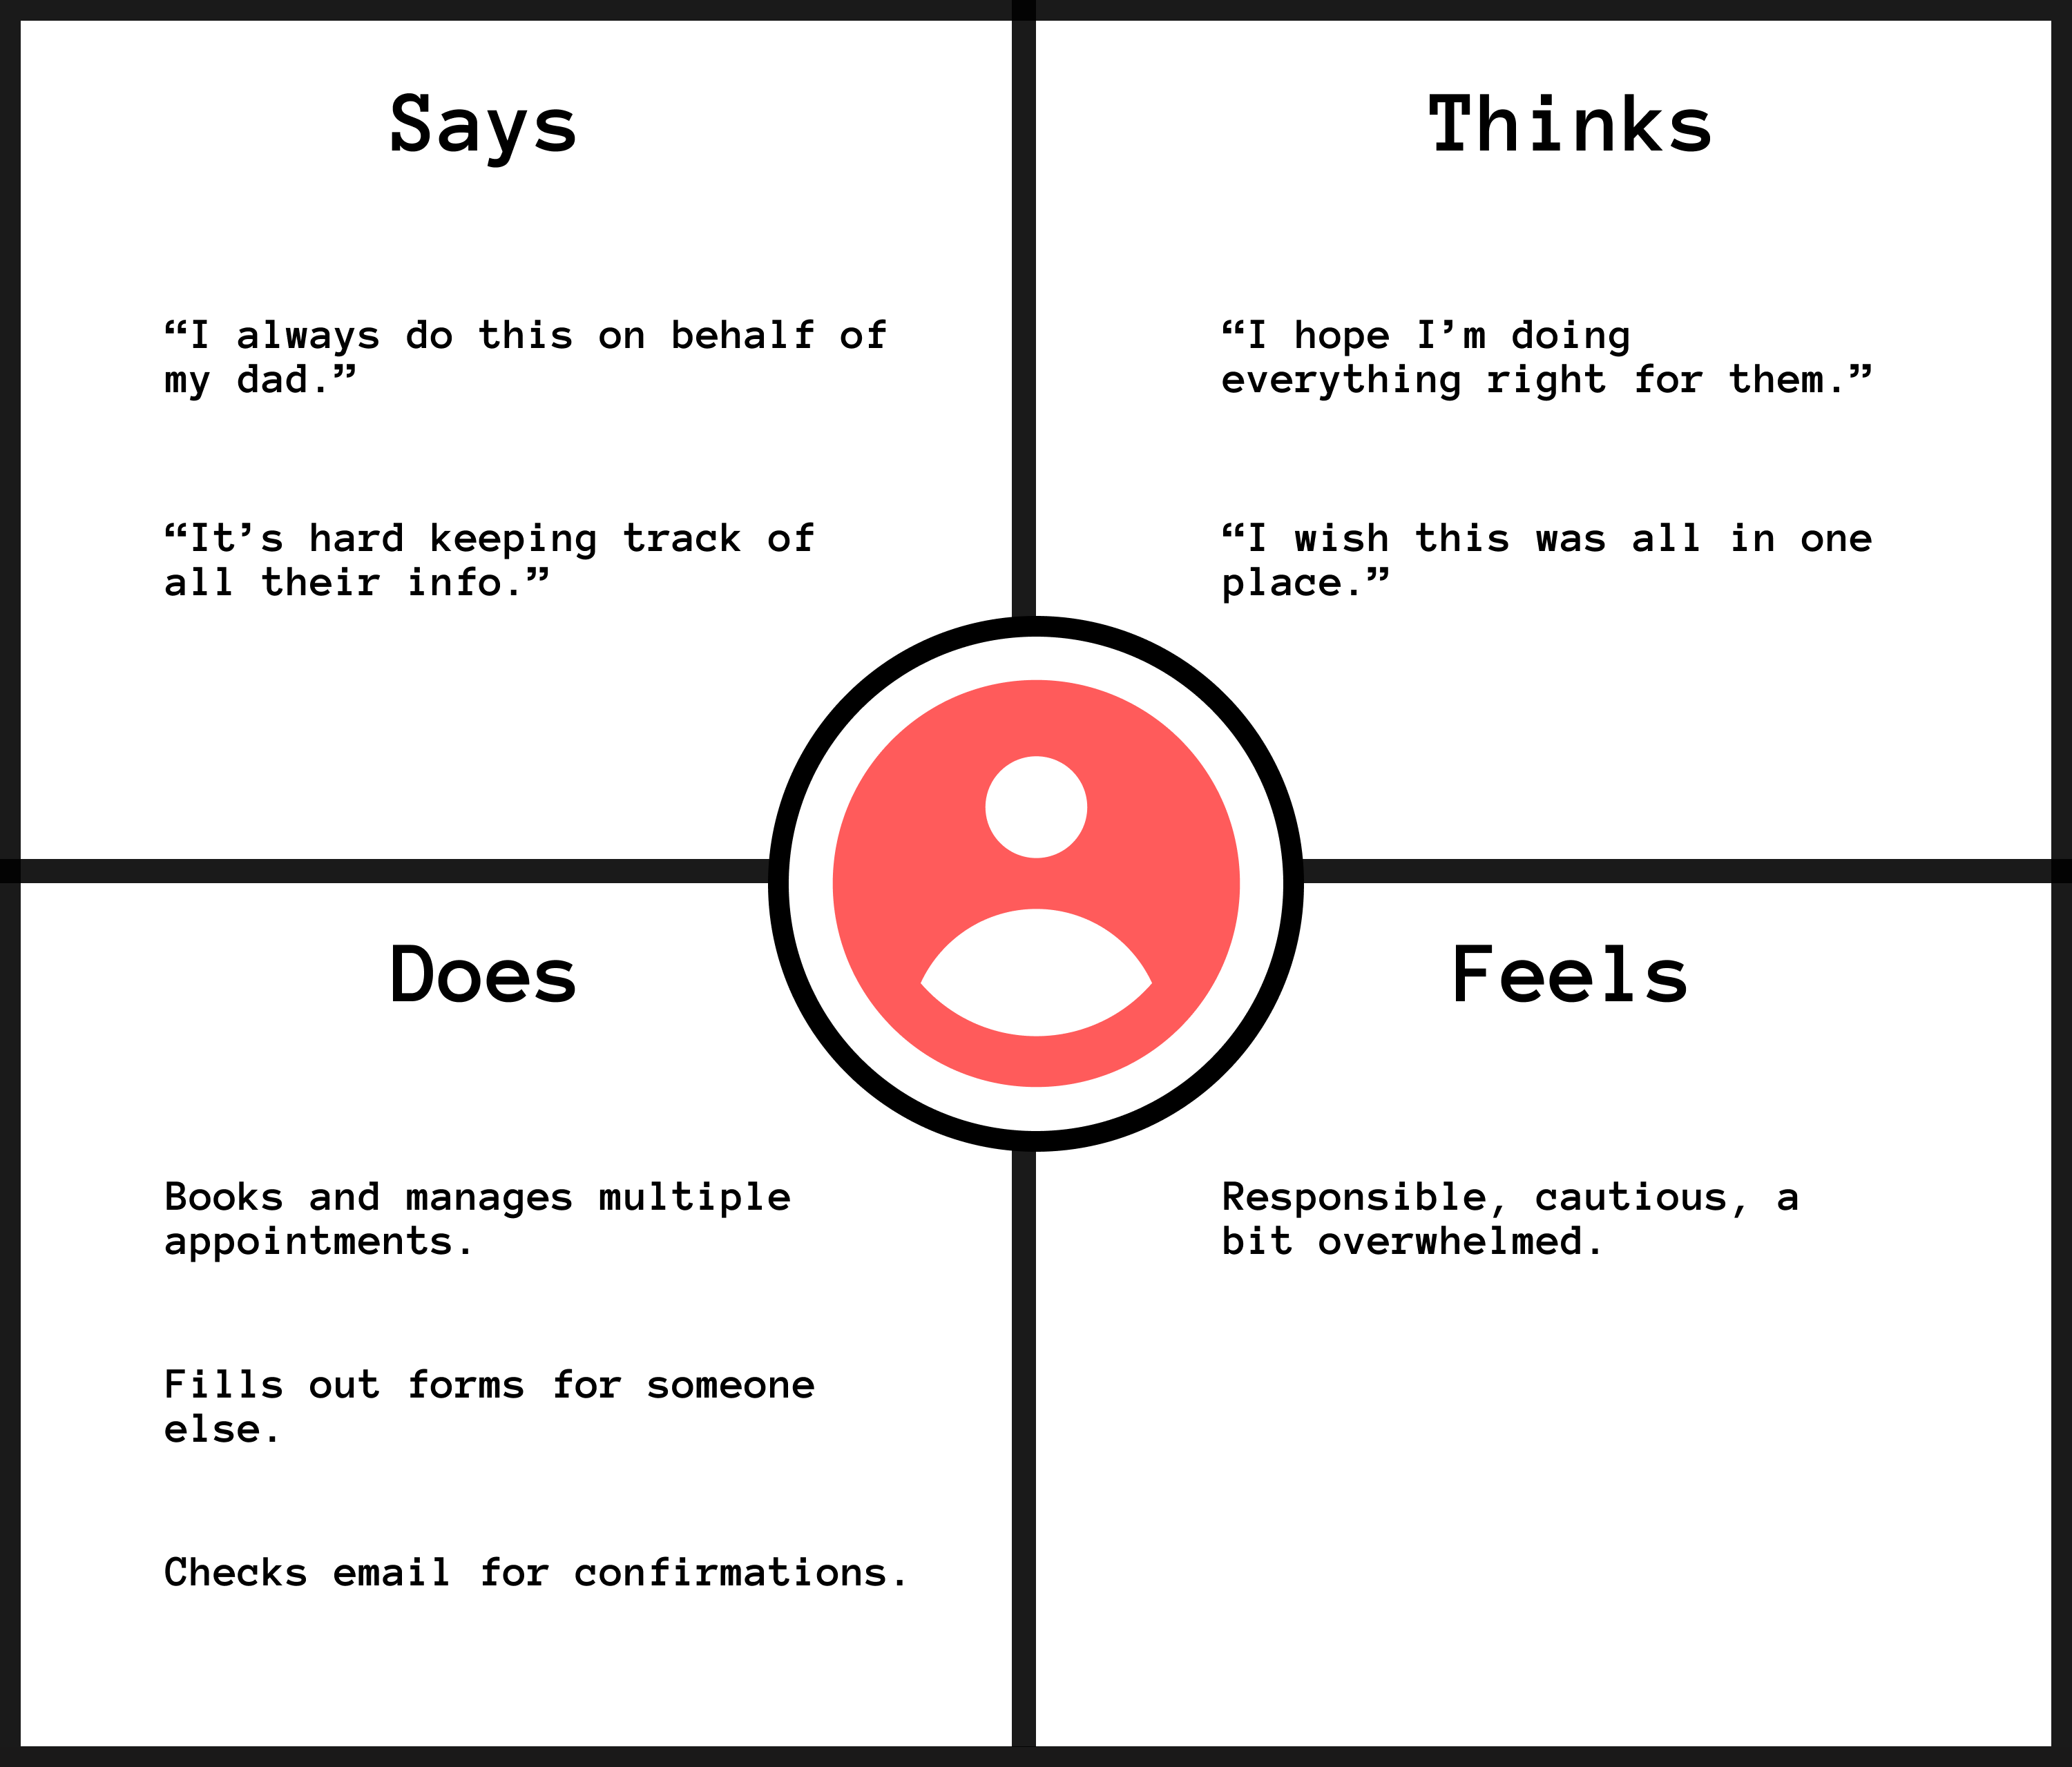 Says
“I always do this on behalf of
my dad.”
“It’s hard keeping track of
all their info.”
Thinks
“I hope I’m doing
everything right for them.”
“I wish this was all in one
place.”
Does
Books and manages multiple
appointments.
Fills out forms for someone
else.
Checks email for confirmations.
Feels
Responsible, cautious, a
bit overwhelmed.